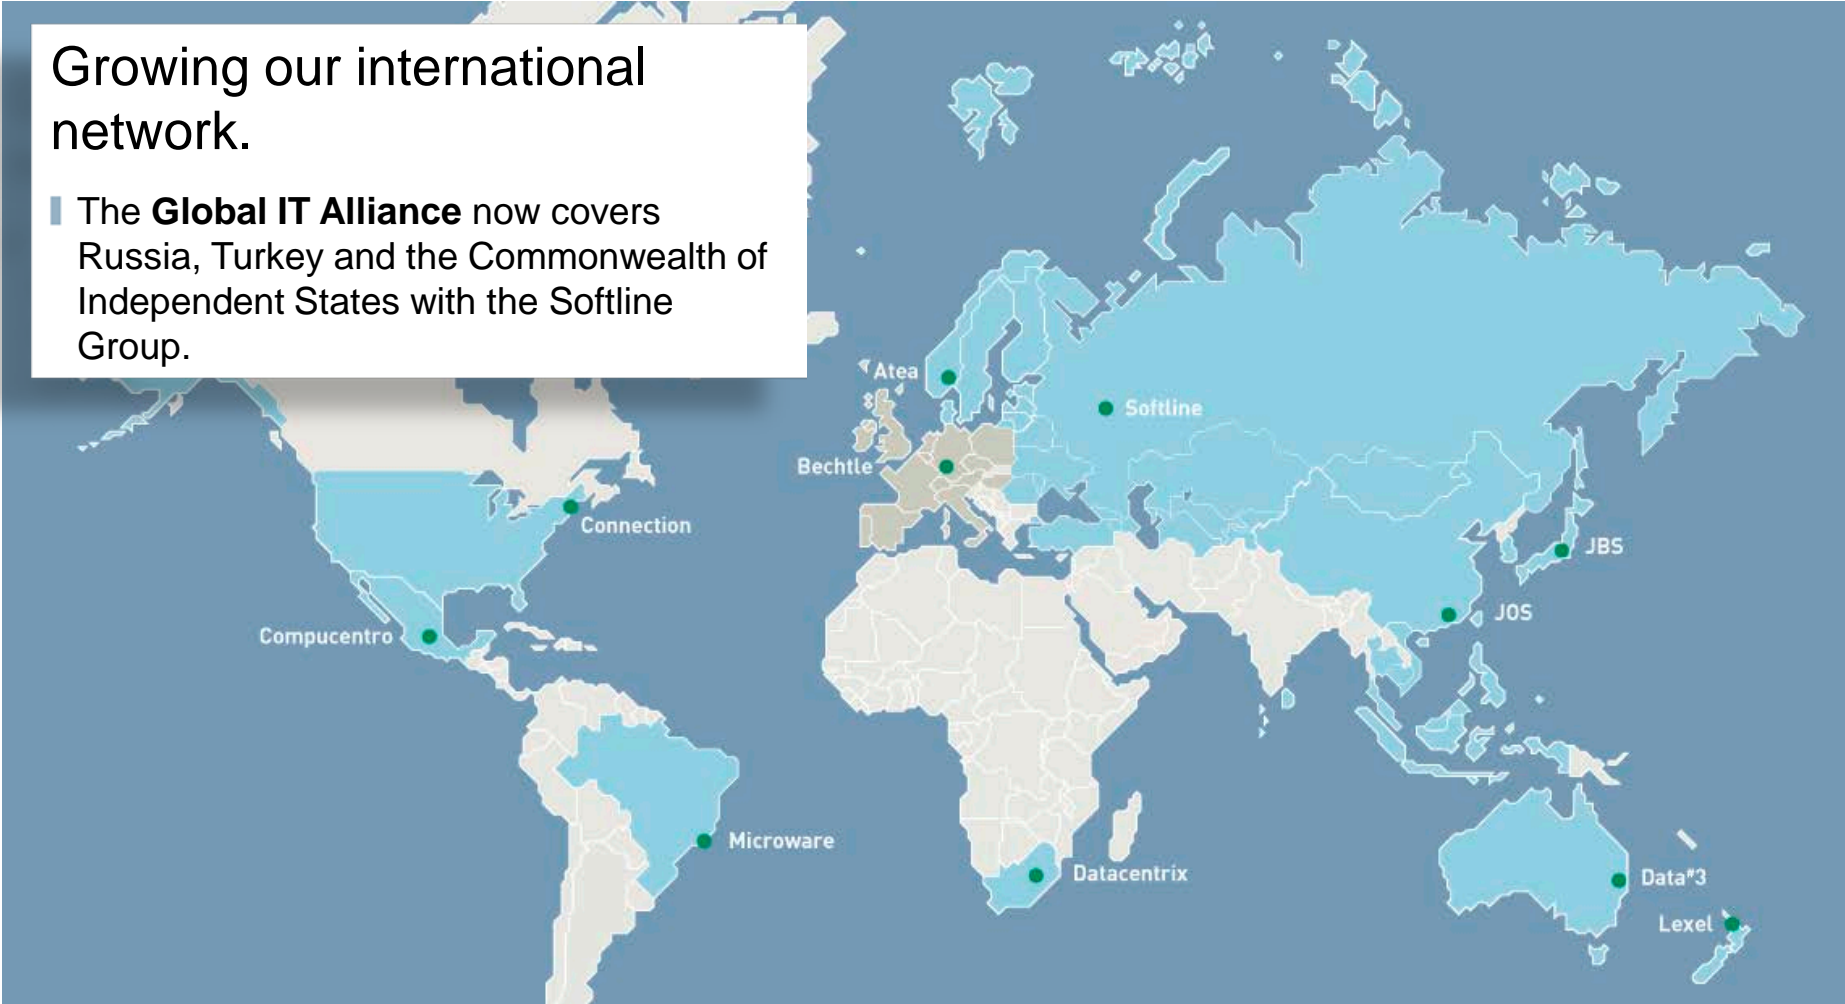 Growing our international
network.
The Global IT Alliance now covers
Russia, Turkey and the Commonwealth of
Independent States with the Softline
Group.
Atea
Softline
Bechtle
Connection
JBS
JOS
Compucentro
Microware
Datacentrix
Data#3
Lexel